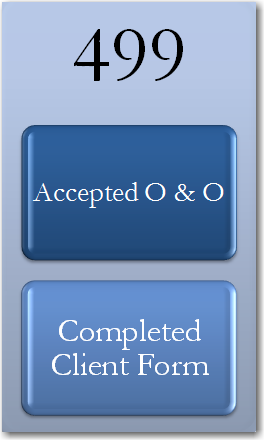 499
Accepted O & O
Completed
Client Form